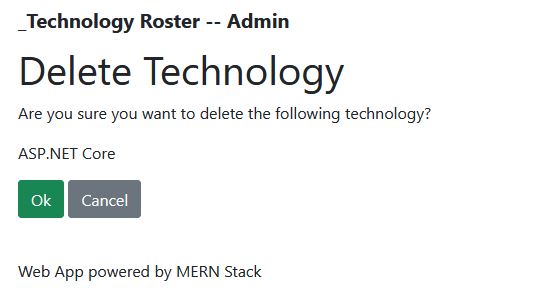 _Technology Roster -- Admin
Delete Technology
Are you sure you want to delete the following technology?
ASP.NET Core
Ok Cancel
Web App powered by MERN Stack